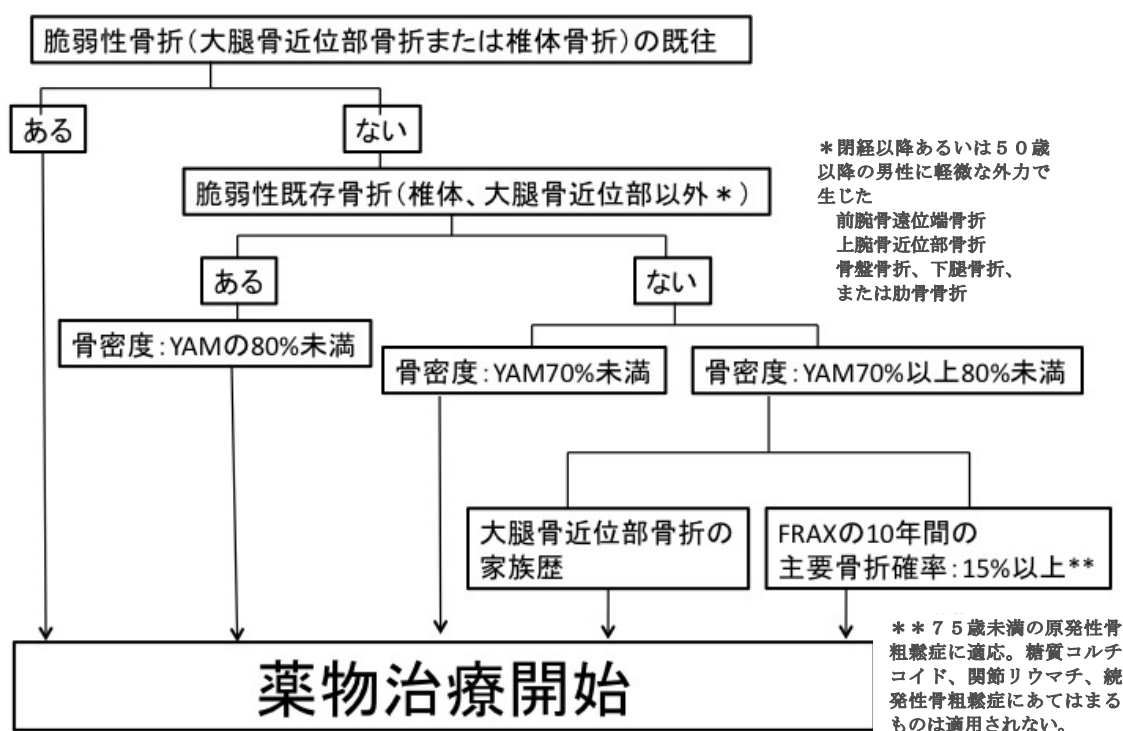 脆弱性骨折(大腿骨近位部骨折または椎体骨折)の既往
ある
ない
＊閉経以降あるいは５０歳
以降の男性に軽微な外力で
生じた
前腕骨遠位端骨折
上腕骨近位部骨折
骨盤骨折、下腿骨折、
または肋骨骨折
脆弱性既存骨折(椎体、大腿骨近位部以外＊)
ある
ない
骨密度:YAMの80%未満
骨密度:YAM70%未満
骨密度:YAM70%以上80%未満
大腿骨近位部骨折の
家族歴
FRAXの10年間の
主要骨折確率:15%以上**
薬物治療開始
＊＊７５歳未満の原発性骨
粗鬆症に適応。糖質コルチ
コイド、関節リウマチ、続
発性骨粗鬆症にあてはまる
ものは適用されない。